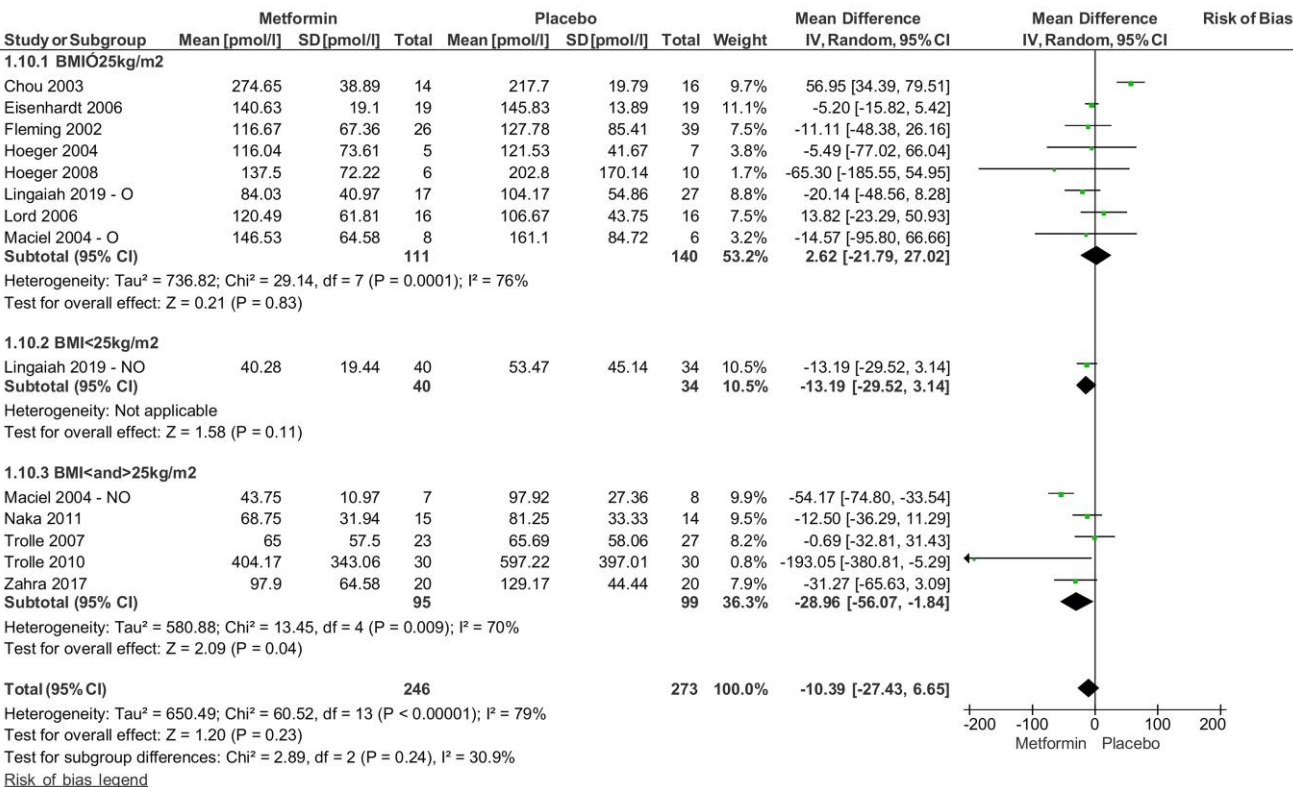 Metformin Placebo Mean Difference Mean Difference Risk of Bias
Study or Subgroup Mean [pmol/l] SD [pmol/l] Total Mean [pmol/l] SD [pmol/l] Total Weight IV, Random, 95% CI IV, Random, 95% CI
1.10.1 BMIÓ25kg/m2
Chou 2003 274.65 38.89 14 217.7 19.79 16 9.7% 56.95 [34.39, 79.51]
Eisenhardt 2006 140.63 19.1 19 145.83 13.89 19 11.1% -5.20 [-15.82, 5.42]
Fleming 2002 116.67 67.36 26 127.78 85.41 39 7.5% -11.11 [-48.38, 26.16]
Hoeger 2004 116.04 73.61 5 121.53 41.67 7 3.8% -5.49 [-77.02, 66.04]
Hoeger 2008 137.5 72.22 6 202.8 170.14 10 1.7% -65.30 [-185.55, 54.95]
Lingaiah 2019 - O 84.03 40.97 17 104.17 54.86 27 8.8% -20.14 [-48.56, 8.28]
Lord 2006 120.49 61.81 16 106.67 43.75 16 7.5% 13.82 [-23.29, 50.93]
Maciel 2004 - O 146.53 64.58 8 161.1 84.72 6 3.2% -14.57 [-95.80, 66.66]
Subtotal (95% CI) 111 140 53.2% 2.62 [-21.79, 27.02]
Heterogeneity: Tau² = 736.82; Chi² = 29.14, df = 7 (P = 0.0001); I² = 76%
Test for overall effect: Z = 0.21 (P = 0.83)
1.10.2 BMI<25kg/m2
Lingaiah 2019 - NO 40.28 19.44 40 53.47 45.14 34 10.5% -13.19 [-29.52, 3.14]
Subtotal (95% CI) 40 34 10.5% -13.19 [-29.52, 3.14]
Heterogeneity: Not applicable
Test for overall effect: Z = 1.58 (P = 0.11)
1.10.3 BMI<and>25kg/m2
Maciel 2004 - NO 43.75 10.97 7 97.92 27.36 8 9.9% -54.17 [-74.80, -33.54]
Naka 2011 68.75 31.94 15 81.25 33.33 14 9.5% -12.50 [-36.29, 11.29]
Trolle 2007 65 57.5 23 65.69 58.06 27 8.2% -0.69 [-32.81, 31.43]
Trolle 2010 404.17 343.06 30 597.22 397.01 30 0.8% -193.05 [-380.81, -5.29]
Zahra 2017 97.9 64.58 20 129.17 44.44 20 7.9% -31.27 [-65.63, 3.09]
Subtotal (95% CI) 95 99 36.3% -28.96 [-56.07, -1.84]
Heterogeneity: Tau² = 580.88; Chi² = 13.45, df = 4 (P = 0.009); I² = 70%
Test for overall effect: Z = 2.09 (P = 0.04)
Total (95% CI) 246 273 100.0% -10.39 [-27.43, 6.65]
Heterogeneity: Tau² = 650.49; Chi² = 60.52, df = 13 (P < 0.00001); I² = 79%
Test for overall effect: Z = 1.20 (P = 0.23)
Test for subgroup differences: Chi² = 2.89, df = 2 (P = 0.24), I² = 30.9%
-200 -100 0 100 200
Metformin Placebo
Risk of bias legend